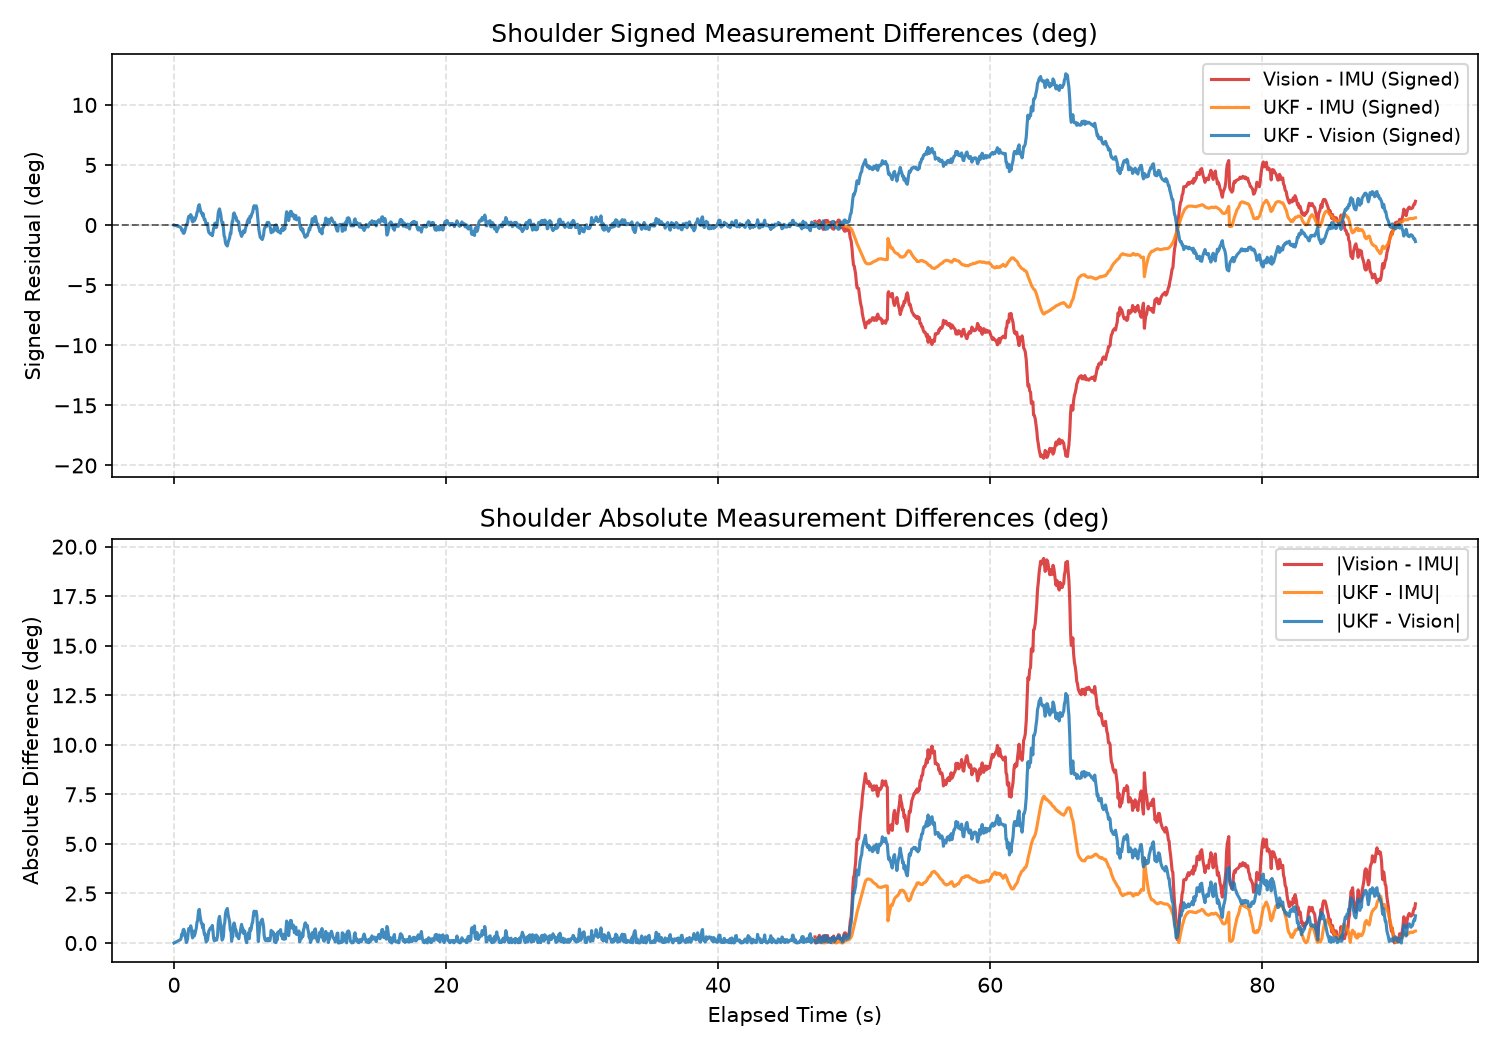 Shoulder Signed Measurement Differences (deg)
Signed Residual (deg)
10
5
0
−5
−10
−15
−20
Vision - IMU (Signed)
UKF - IMU (Signed)
UKF - Vision (Signed)
Shoulder Absolute Measurement Differences (deg)
Absolute Difference (deg)
20.0
17.5
15.0
12.5
10.0
7.5
5.0
2.5
0.0
|Vision - IMU|
|UKF - IMU|
|UKF - Vision|
0 20 40 60 80
Elapsed Time (s)